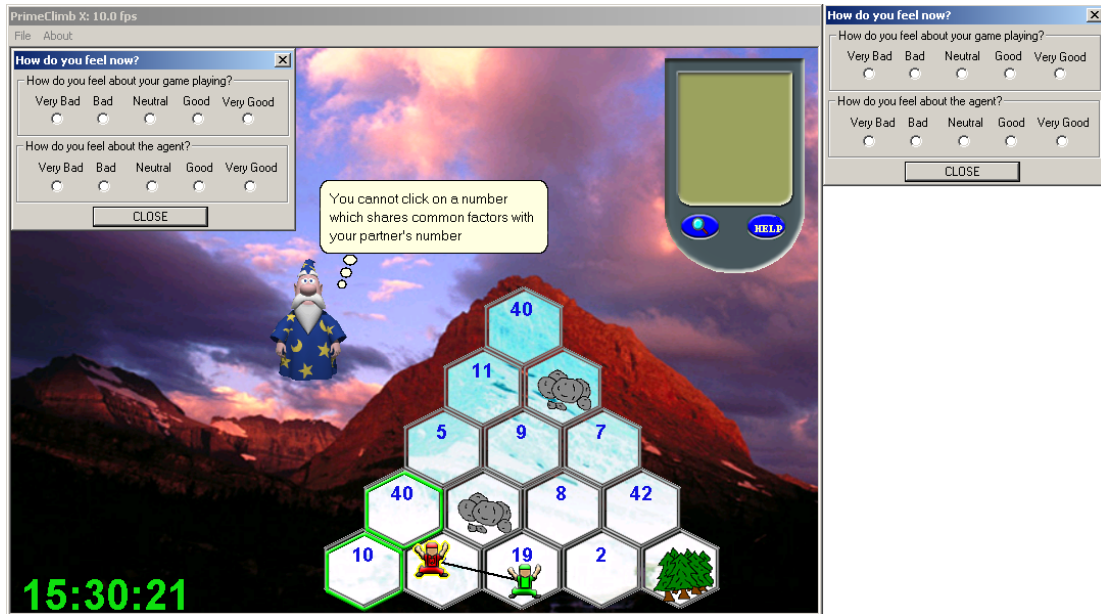 PrimeClimb X: 10.0 fps
File About
How do you feel now?
How do you feel about your game playing?
Very Bad Bad Neutral Good Very Good
How do you feel about the agent?
Very Bad Bad Neutral Good Very Good
CLOSE
You cannot click on a number
which shares common factors with
your partner's number
HELP
40
11
5 9 7
40 8 42
10 19 2
15:30:21
How do you feel now?
How do you feel about your game playing?
Very Bad Bad Neutral Good Very Good
How do you feel about the agent?
Very Bad Bad Neutral Good Very Good
CLOSE